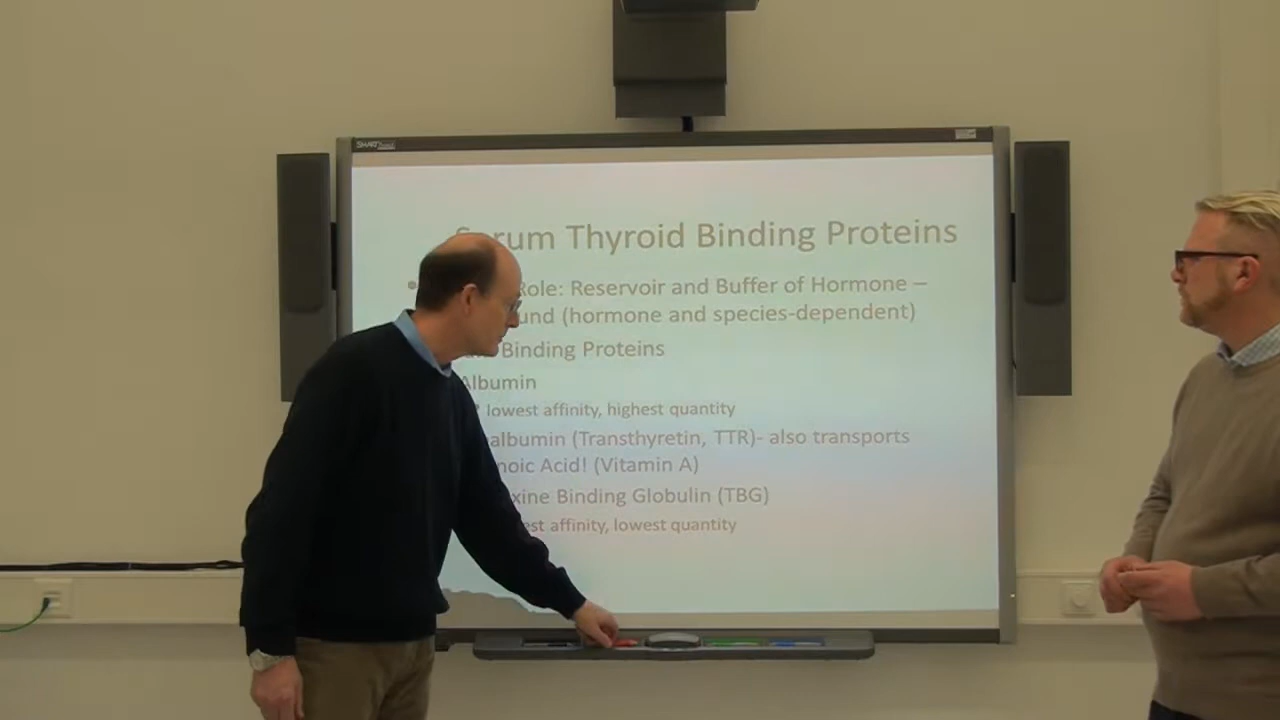 SMART
Serum Thyroid Binding Proteins
Role: Reservoir and Buffer of Hormone –
und (hormone and species-dependent)
Binding Proteins
Albumin
lowest affinity, highest quantity
albumin (Transthyretin, TTR)- also transports
noic Acid! (Vitamin A)
xine Binding Globulin (TBG)
est affinity, lowest quantity